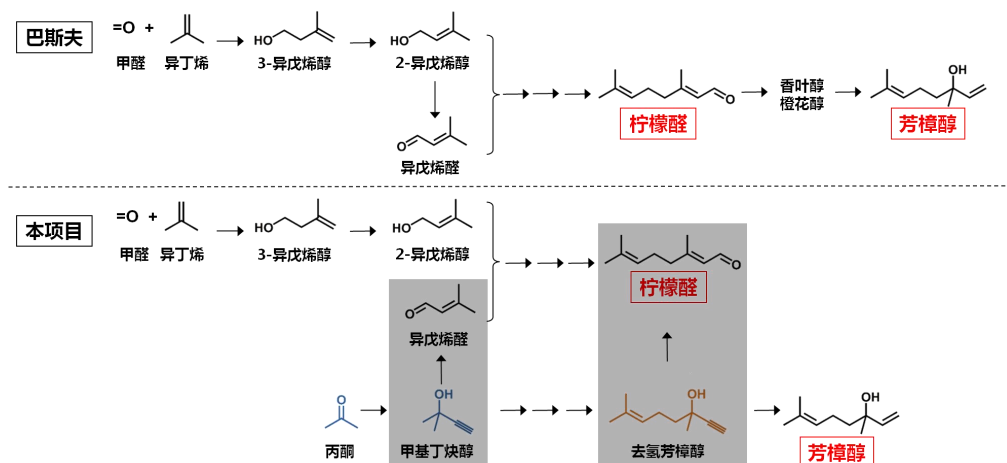 巴斯夫
=O + 
甲醛 异丁烯
HO
3-异戊烯醇
HO
2-异戊烯醇
O
异戊烯醛
O
柠檬醛
香叶醇
橙花醇
OH
芳樟醇
本项目
=O +
甲醛 异丁烯
HO
3-异戊烯醇
HO
2-异戊烯醇
O
异戊烯醛
O
柠檬醛
O
丙酮
OH
甲基丁炔醇
OH
去氢芳樟醇
OH
芳樟醇